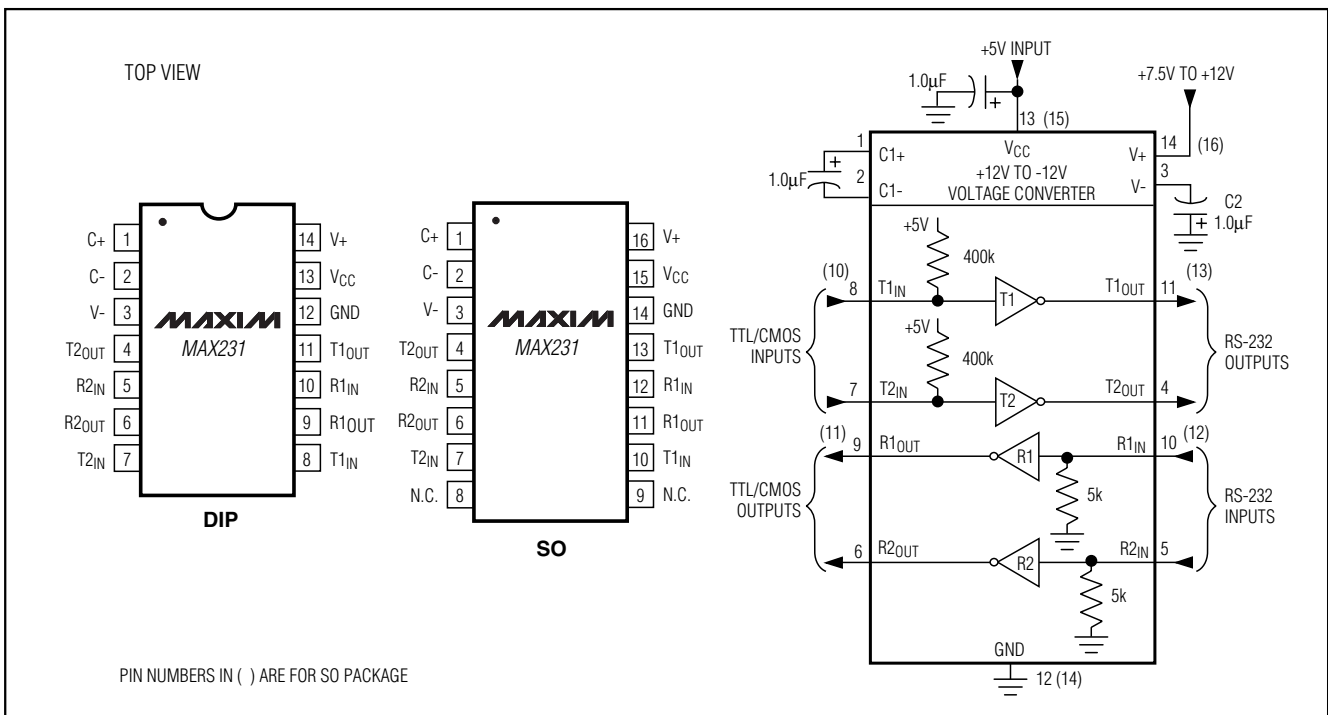 TOP VIEW
C+ 1
C- 2
V- 3
T2OUT 4
R2IN 5
R2OUT 6
T2IN 7
14 V+
13 VCC
12 GND
11 T1OUT
10 R1IN
9 R1OUT
8 T1IN
MAXIM
MAX231
DIP
C+ 1
C- 2
V- 3
T2OUT 4
R2IN 5
R2OUT 6
T2IN 7
N.C. 8
16 V+
15 VCC
14 GND
13 T1OUT
12 R1IN
11 R1OUT
10 T1IN
9 N.C.
MAXIM
MAX231
SO
+5V INPUT
1.0µF
+
+7.5V TO +12V
13 (15)
1
C1+
VCC
V+
14
(16)
+
1.0µF
2
C1-
+12V TO -12V
VOLTAGE CONVERTER
V-
3
C2
+
1.0µF
+5V
400k
(10)
8
T1IN
T1
T1OUT
11
(13)
TTL/CMOS
INPUTS
+5V
400k
RS-232
OUTPUTS
7
T2IN
T2
T2OUT
4
(11)
9
R1OUT
R1
R1IN
10
(12)
TTL/CMOS
OUTPUTS
5k
RS-232
INPUTS
6
R2OUT
R2
R2IN
5
5k
GND
12 (14)
PIN NUMBERS IN ( ) ARE FOR SO PACKAGE